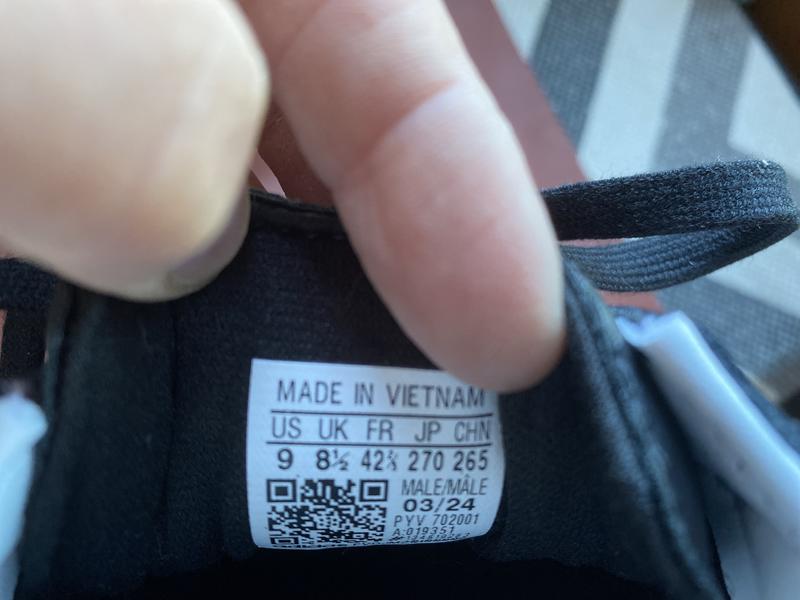 MADE IN VIETNAM
US UK FR JP CHN
9 8½ 42⅔ 270 265
MALE/MÂLE
03/24
PYV 702001
A:019351